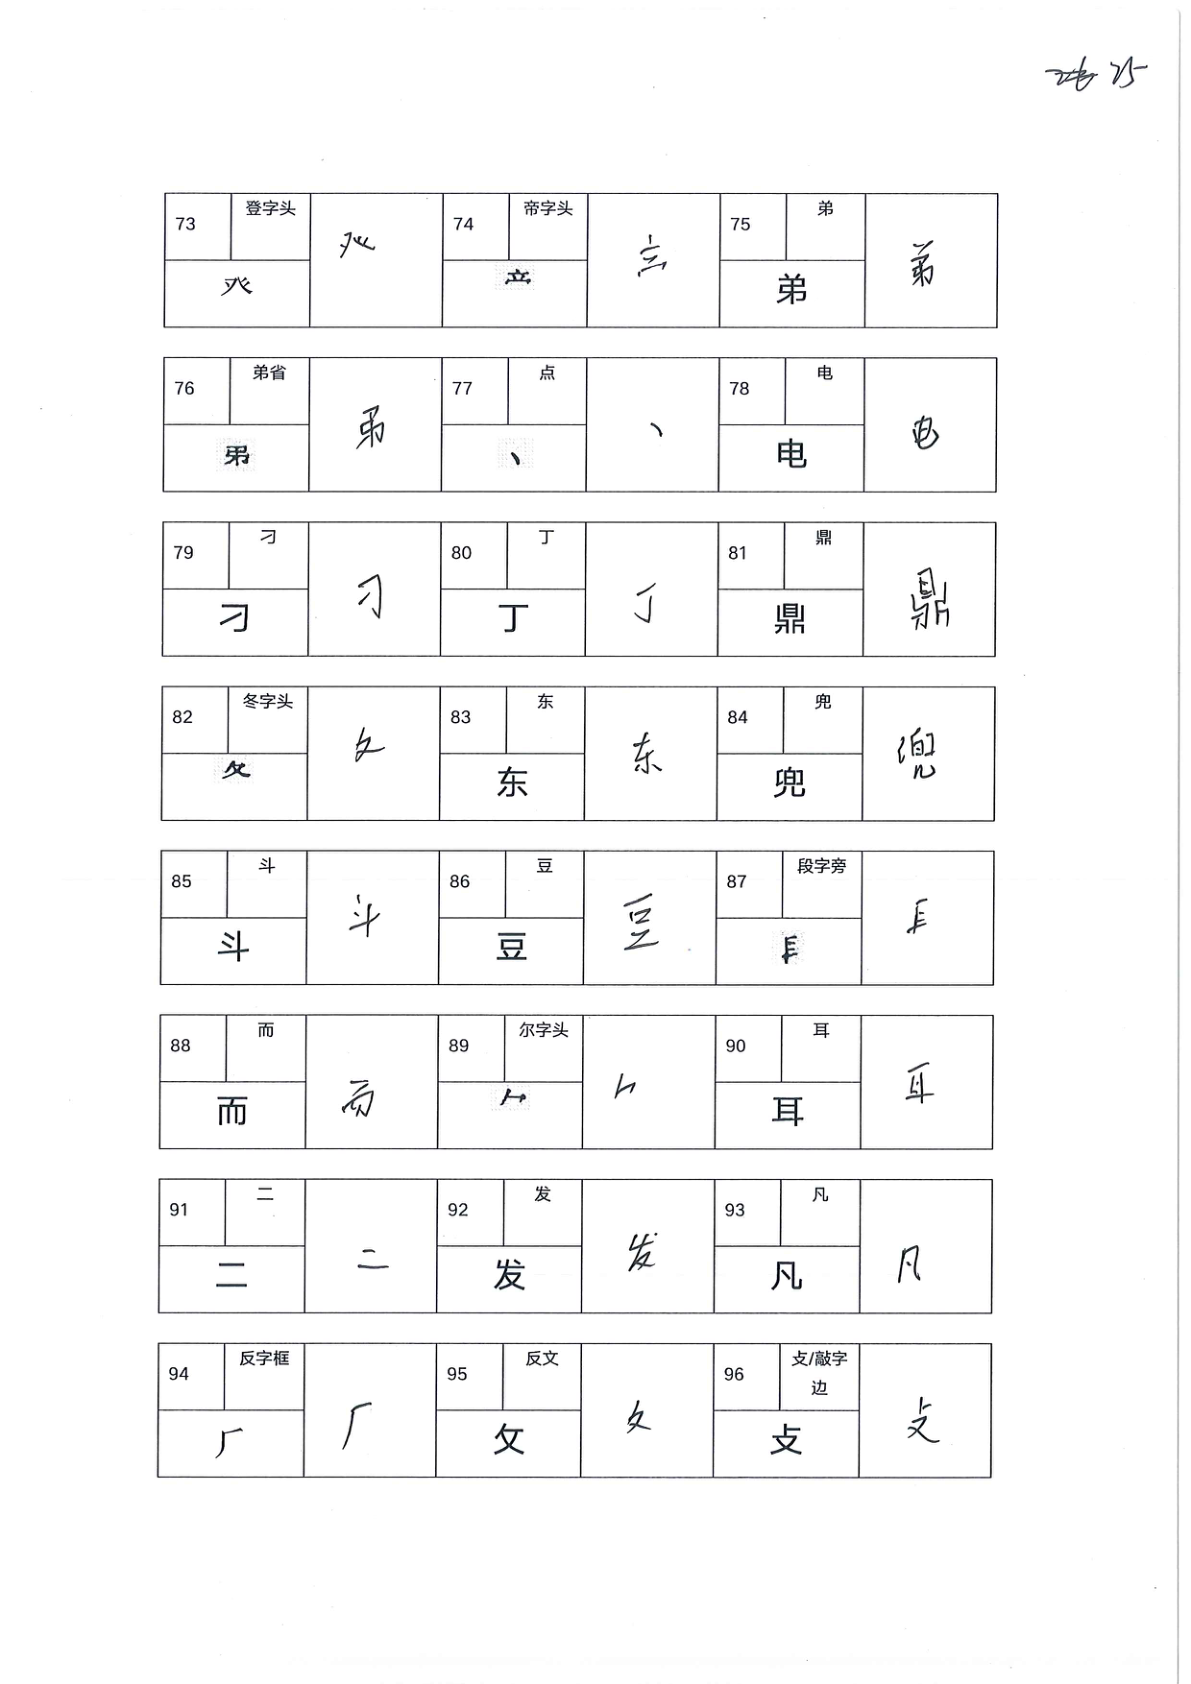 25
73 登字头
癶
74 帝字头
75 弟
弟 弟
76 弟省
77 点
丶 丶
78 电
电 电
79 刁
刁 刁
80 丁
丁 丁
81 鼎
鼎 鼎
82 冬字头
夂 夂
83 东
东 东
84 兜
兜 兜
85 斗
斗 斗
86 豆
豆 豆
87 段字旁
88 而
而 而
89 尔字头
90 耳
耳 耳
91 二
二 二
92 发
发 发
93 凡
凡 凡
94 反字框
厂 厂
95 反文
攵 攵
96 攴/敲字
边
攴 攴